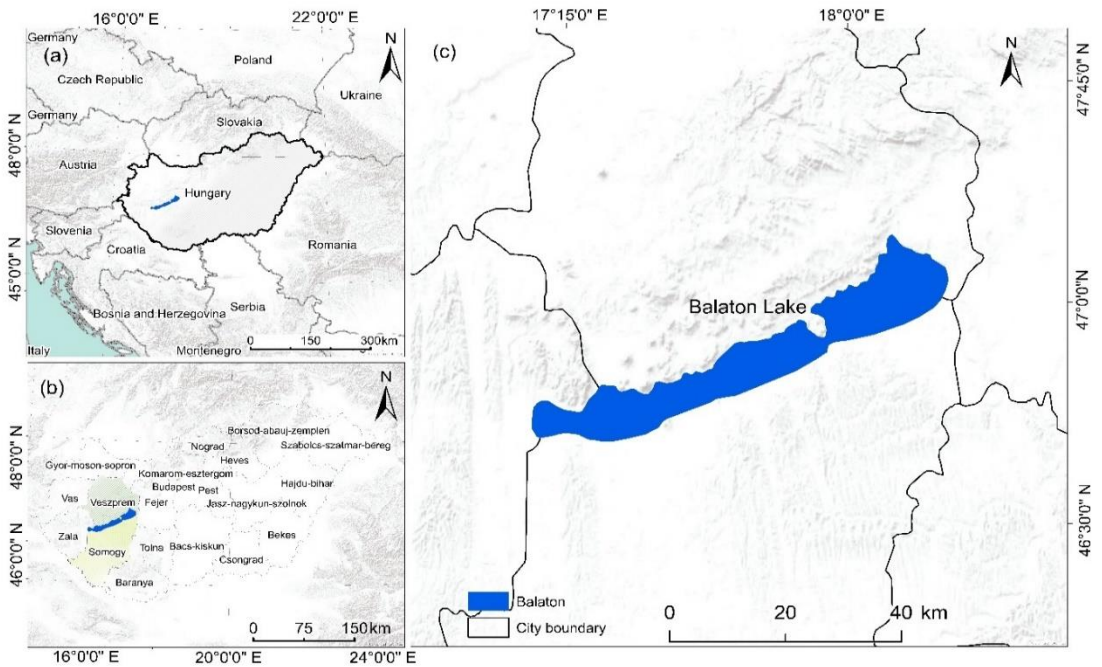 16°0'0" E
22°0'0" E
(a)
N
Germany
Poland
Czech Republic
Ukraine
Germany
Slovakia
48°0'0" N
Austria
Hungary
Slovenia
Croatia
Romania
45°0'0" N
Serbia
Bosnia and Herzegovina
Italy
Montenegro
0 150 300km
(b)
N
Borsod-abauj-zemplen
Nograd
Szabolcs-szatmar-bereg
Heves
Gyor-moson-sopron
Komarom-esztergom
48°0'0" N
Budapest
Pest
Hajdu-bihar
Vas
Veszprem
Fejer
Jasz-nagykun-szolnok
Zala
Somogy
Tolna
Bacs-kiskun
Bekes
Csongrad
46°0'0" N
Baranya
0 75 150km
16°0'0" E
20°0'0" E
24°0'0" E
17°15'0" E
18°0'0" E
(c)
N
47°45'0" N
Balaton Lake
47°0'0" N
46°30'0" N
Balaton
City boundary
0 20 40 km